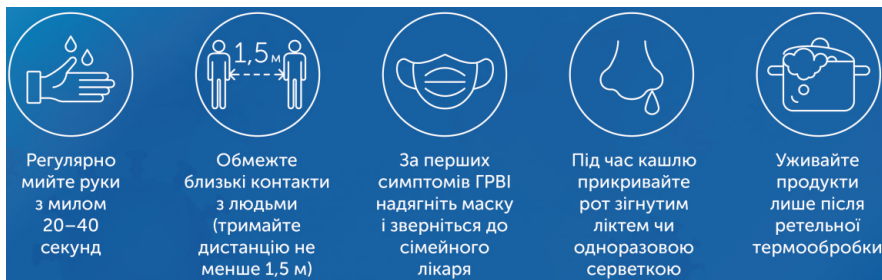 1,5м
Регулярно
мийте руки
з милом
20–40
секунд
Обмежте
близькі контакти
з людьми
(тримайте
дистанцію не
менше 1,5 м)
За перших
симптомів ГРВІ
надягніть маску
і зверніться до
сімейного
лікаря
Під час кашлю
прикривайте
рот зігнутим
ліктем чи
одноразовою
серветкою
Уживайте
продукти
лише після
ретельної
термообробки